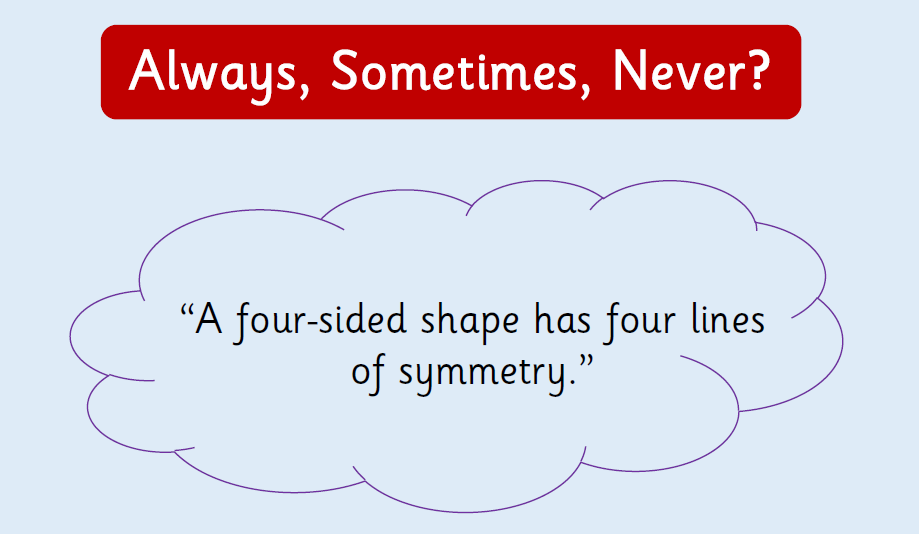 Always, Sometimes, Never?
“A four-sided shape has four lines
of symmetry.”